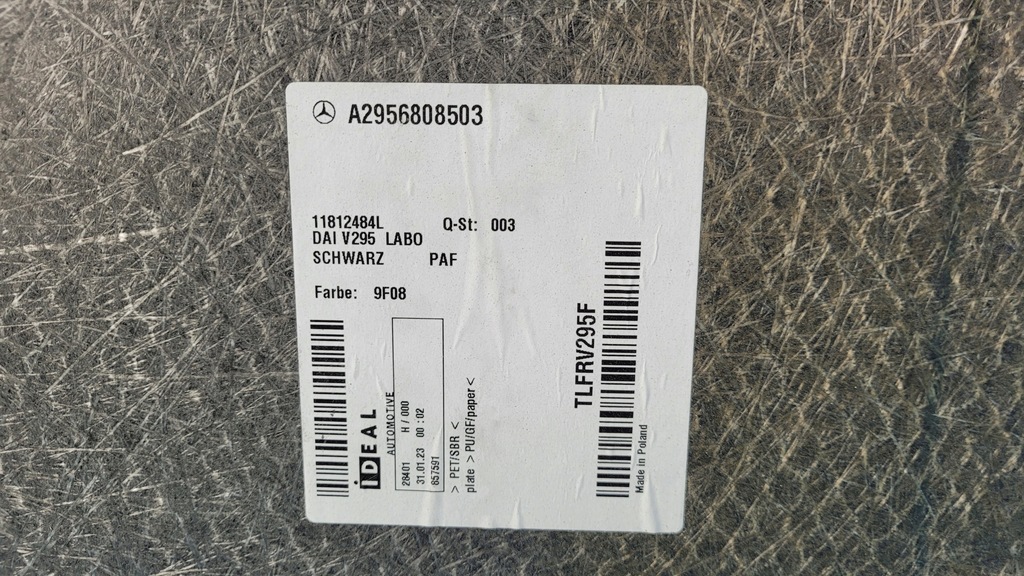 A2956808503
11812484L Q-St: 003
DAI V295 LABO
SCHWARZ PAF
Farbe: 9F08
iDEAL
AUTOMOTIVE
28401 H / 000
31.01.23 00:02
857591
> PET/SBR <
plate > PU/GF/paper <
TLFRV295F
Made in Poland